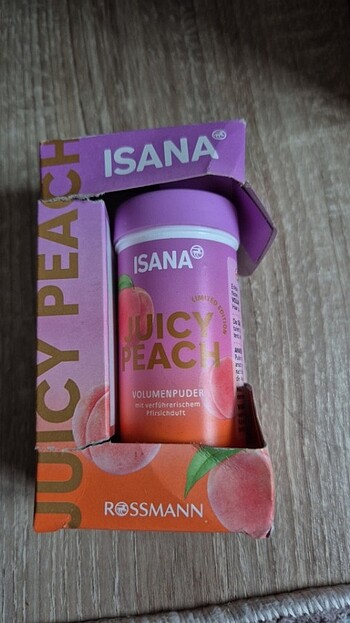 ISANA
JUICY PEACH
ISANA
LIMITED EDITION
JUICY
PEACH
VOLUMENPUDER
mit verführerischem
Pfirsichduft
ROSSMANN